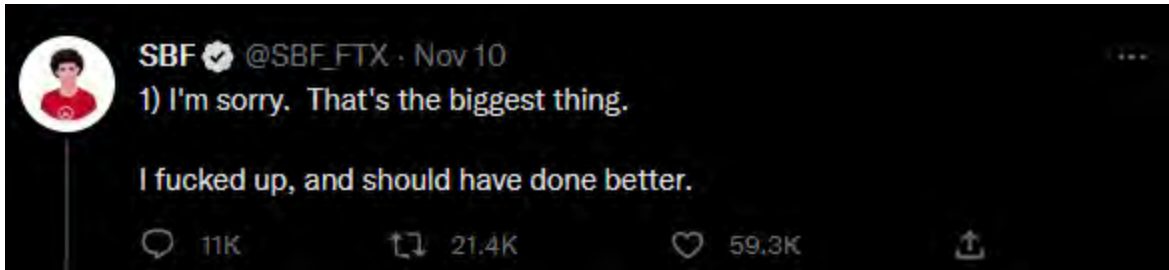 SBF @SBF_FTX · Nov 10
1) I'm sorry.  That's the biggest thing.
I fucked up, and should have done better.
11K 21.4K 59.3K